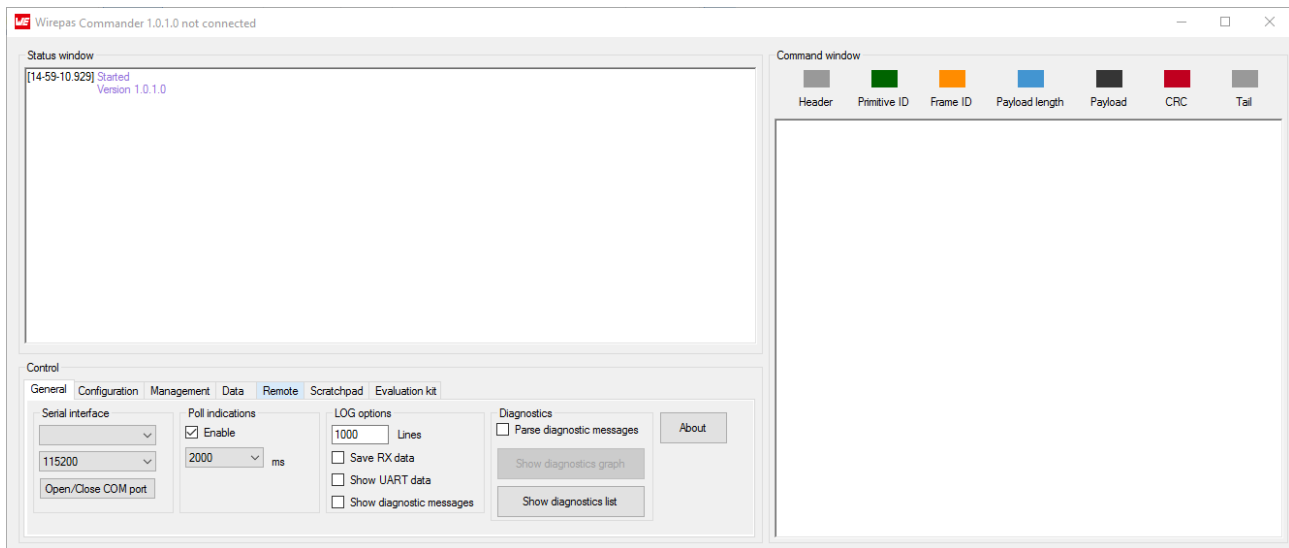 Wirepas Commander 1.0.1.0 not connected
Status window
[14-59-10.929] Started
Version 1.0.1.0
Command window
Header Primitive ID Frame ID Payload length Payload CRC Tail
Control
General Configuration Management Data Remote Scratchpad Evaluation kit
Serial interface
115200
Open/Close COM port
Poll indications
Enable
2000 ms
LOG options
1000 Lines
Save RX data
Show UART data
Show diagnostic messages
Diagnostics
Parse diagnostic messages
Show diagnostics graph
Show diagnostics list
About